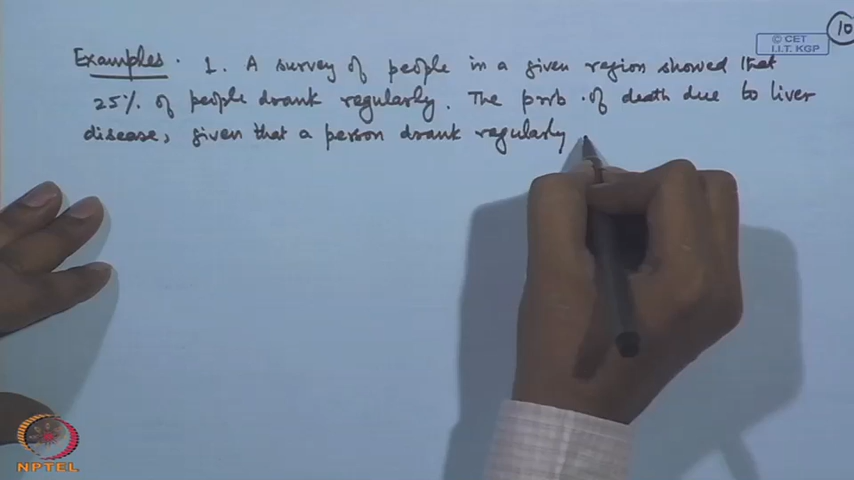 10
© CET
I.I.T. KGP
Examples. 1. A survey of people in a given region showed that
25% of people drank regularly. The prob. of death due to liver
disease, given that a person drank regularly
NPTEL